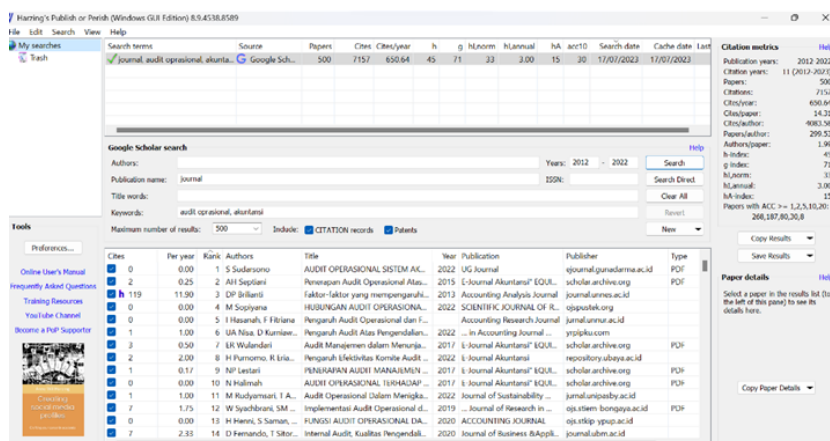 Harzing's Publish or Perish (Windows GUI Edition) 8.9.4538.8589
File Edit Search View Help
My searches
Trash
Search terms Source Papers Cites Cites/year h g hI,norm hI,annual hA acc10 Search date Cache date Last
journal, audit oprasional, akunta... Google Sch... 500 7157 650.64 45 71 33 3.00 15 30 17/07/2023 17/07/2023
Google Scholar search Help
Authors: Years: 2012 - 2022 Search
Publication name: journal ISSN: Search Direct
Title words: Clear All
Keywords: audit oprasional, akuntansi Revert
Maximum number of results: 500 Include: CITATION records Patents New
Tools
Preferences...
Online User's Manual
Frequently Asked Questions
Training Resources
YouTube Channel
Become a PoP Supporter
Creating social media profiles
Cites Per year Rank Authors Title Year Publication Publisher Type
0 0.00 1 S Sudarsono AUDIT OPERASIONAL SISTEM AK... 2022 UG Journal ejournal.gunadarma.ac.id PDF
2 0.25 2 AH Septiani Penerapan Audit Operasional Atas... 2015 E-Journal Akuntansi" EQUI... scholar.archive.org PDF
h 119 11.90 3 DP Brilianti Faktor-faktor yang mempengaruhi... 2013 Accounting Analysis Journal journal.unnes.ac.id PDF
0 0.00 4 M Sopiyana HUBUNGAN AUDIT OPERASIONA... 2022 SCIENTIFIC JOURNAL OF R... ojspustek.org PDF
0 0.00 5 I Hasanah, F Fitriana Pengaruh Audit Operasional dan F... Accounting Research Journal jurnal.unnur.ac.id
1 1.00 6 UA Nisa, D Kurniaw... Pengaruh Audit Atas Pengendalian... 2022 ... in Accounting Journal ... yrpipku.com
3 0.50 7 ER Wulandari Audit Manajemen dalam Menunja... 2017 E-Journal Akuntansi" EQUI... scholar.archive.org PDF
2 2.00 8 H Purnomo, R Eria... Pengaruh Efektivitas Komite Audit ... 2022 E-Journal Akuntansi repository.ubaya.ac.id
1 0.17 9 NP Lestari PENERAPAN AUDIT MANAJEMEN ... 2017 E-Journal Akuntansi" EQUI... scholar.archive.org PDF
0 0.00 10 N Halimah AUDIT OPERASIONAL TERHADAP ... 2017 E-Journal Akuntansi" EQUI... scholar.archive.org PDF
1 1.00 11 M Rudyamsari, T A... Audit Operasional Dalam Menigka... 2022 Journal of Sustainability ... jurnal.unipasby.ac.id
7 1.75 12 W Syachbrani, SM ... Implementasi Audit Operasional d... 2019 ... Journal of Research in ... ojs.stiem-bongaya.ac.id PDF
0 0.00 13 H Henni, S Saman, ... FUNGSI AUDIT OPERASIONAL DA... 2020 ACCOUNTING JOURNAL ojs.stkip-ypup.ac.id
7 2.33 14 D Fernando, T Sitor... Internal Audit, Kualitas Pengendali... 2020 Journal of Business &Appli... journal.ubm.ac.id
Citation metrics Help
Publication years: 2012-2022
Citation years: 11 (2012-2023)
Papers: 500
Citations: 7157
Cites/year: 650.64
Cites/paper: 14.31
Cites/author: 4083.56
Papers/author: 299.53
Authors/paper: 1.99
h-index: 45
g-index: 71
hI,norm: 33
hI,annual: 3.00
hA-index: 15
Papers with ACC >= 1,2,5,10,20:
268,187,80,30,8
Copy Results
Save Results
Paper details Help
Select a paper in the results list (to the left of this pane) to see its details here.
Copy Paper Details